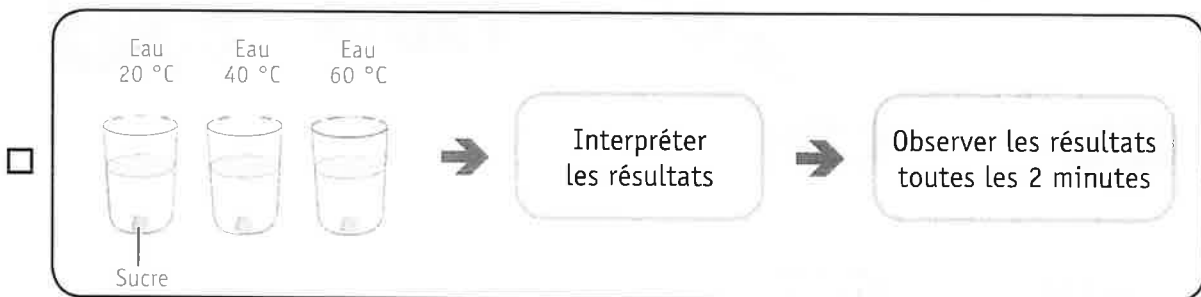 Eau
20 °C
Eau
40 °C
Eau
60 °C
Sucre
Interpréter
les résultats
Observer les résultats
toutes les 2 minutes